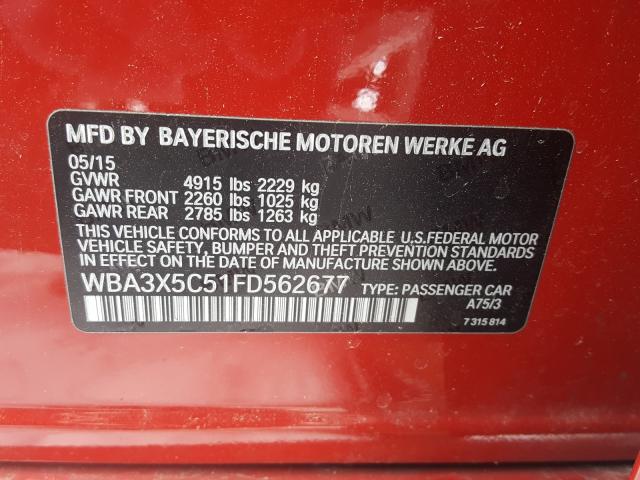 MFD BY BAYERISCHE MOTOREN WERKE AG
05/15
GVWR 4915 lbs 2229 kg
GAWR FRONT 2260 lbs 1025 kg
GAWR REAR 2785 lbs 1263 kg
THIS VEHICLE CONFORMS TO ALL APPLICABLE U.S.FEDERAL MOTOR
VEHICLE SAFETY, BUMPER AND THEFT PREVENTION STANDARDS
IN EFFECT ON THE DATE OF MANUFACTURE SHOWN ABOVE.
WBA3X5C51FD562677 TYPE: PASSENGER CAR
A75/3
7 315 814